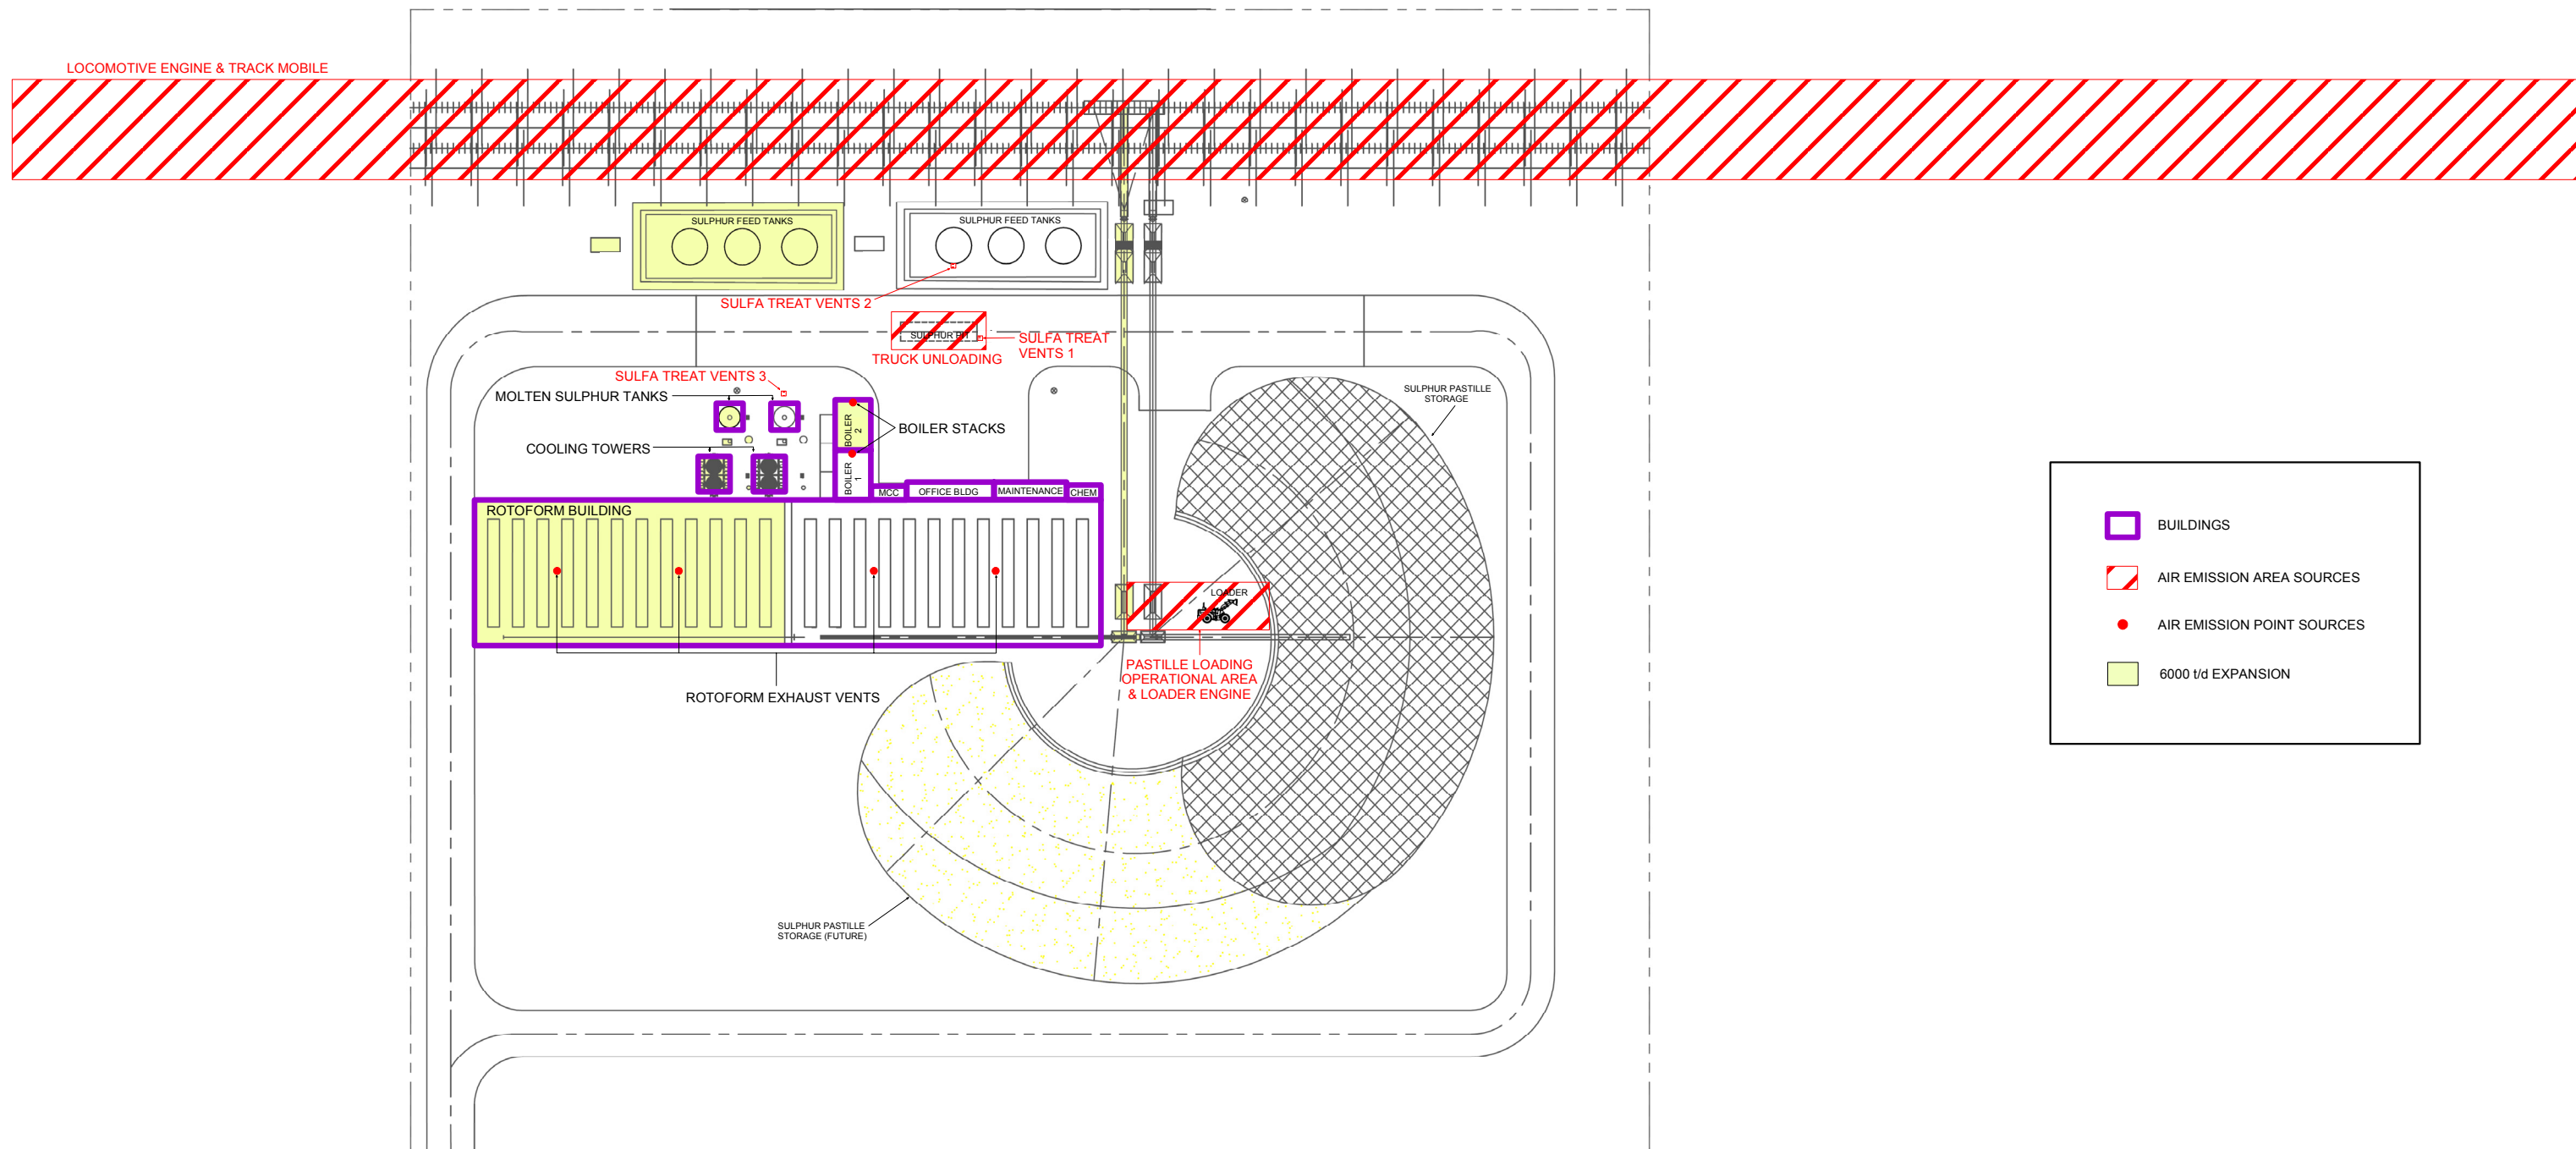 LOCOMOTIVE ENGINE & TRACK MOBILE
SULPHUR FEED TANKS
SULPHUR FEED TANKS
SULFA TREAT VENTS 2
SULPHUR PIT
SULFA TREAT
VENTS 1
TRUCK UNLOADING
SULFA TREAT VENTS 3
MOLTEN SULPHUR TANKS
SULPHUR PASTILLE
STORAGE
BOILER
2
BOILER STACKS
COOLING TOWERS
BOILER
1
MCC
OFFICE BLDG
MAINTENANCE
CHEM
ROTOFORM BUILDING
BUILDINGS
AIR EMISSION AREA SOURCES
LOADER
AIR EMISSION POINT SOURCES
PASTILLE LOADING
OPERATIONAL AREA
& LOADER ENGINE
6000 t/d EXPANSION
ROTOFORM EXHAUST VENTS
SULPHUR PASTILLE
STORAGE (FUTURE)